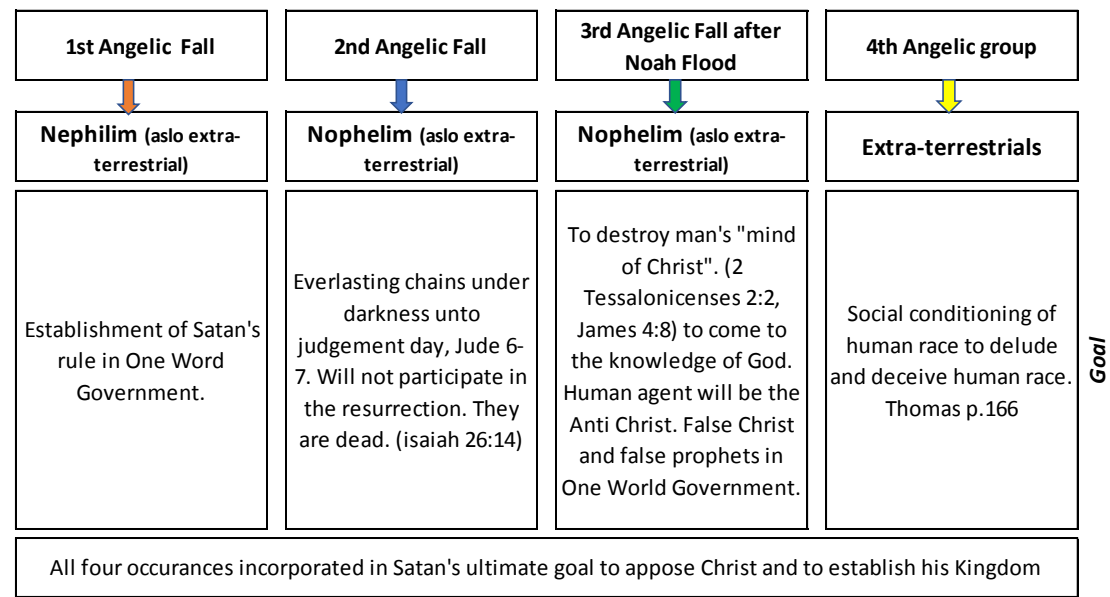 1st Angelic Fall
2nd Angelic Fall
3rd Angelic Fall after
Noah Flood
4th Angelic group
Nephilim (aslo extra-
terrestrial)
Nophelim (aslo extra-
terrestrial)
Nophelim (aslo extra-
terrestrial)
Extra-terrestrials
Establishment of Satan's
rule in One Word
Government.
Everlasting chains under
darkness unto
judgement day, Jude 6-
7. Will not participate in
the resurrection. They
are dead. (isaiah 26:14)
To destroy man's "mind
of Christ". (2
Tessalonicenses 2:2,
James 4:8) to come to
the knowledge of God.
Human agent will be the
Anti Christ. False Christ
and false prophets in
One World Government.
Social conditioning of
human race to delude
and deceive human race.
Thomas p.166
Goal
All four occurances incorporated in Satan's ultimate goal to appose Christ and to establish his Kingdom